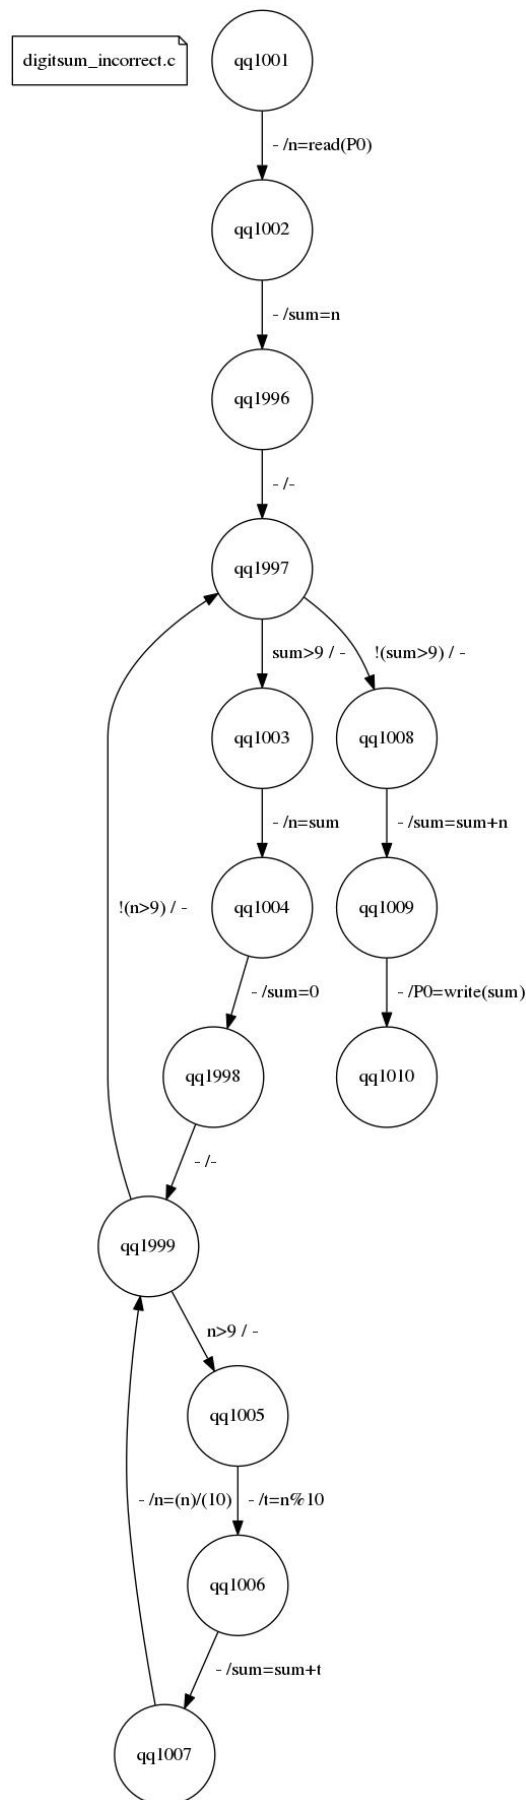 digitsum_incorrect.c
qq1001
- /n=read(P0)
qq1002
- /sum=n
qq1996
- /-
qq1997
sum>9 / -
!(sum>9) / -
qq1003
qq1008
- /n=sum
- /sum=sum+n
!(n>9) / -
qq1004
qq1009
- /sum=0
- /P0=write(sum)
qq1998
qq1010
- /-
qq1999
n>9 / -
qq1005
- /n=(n)/(10)
- /t=n%10
qq1006
- /sum=sum+t
qq1007